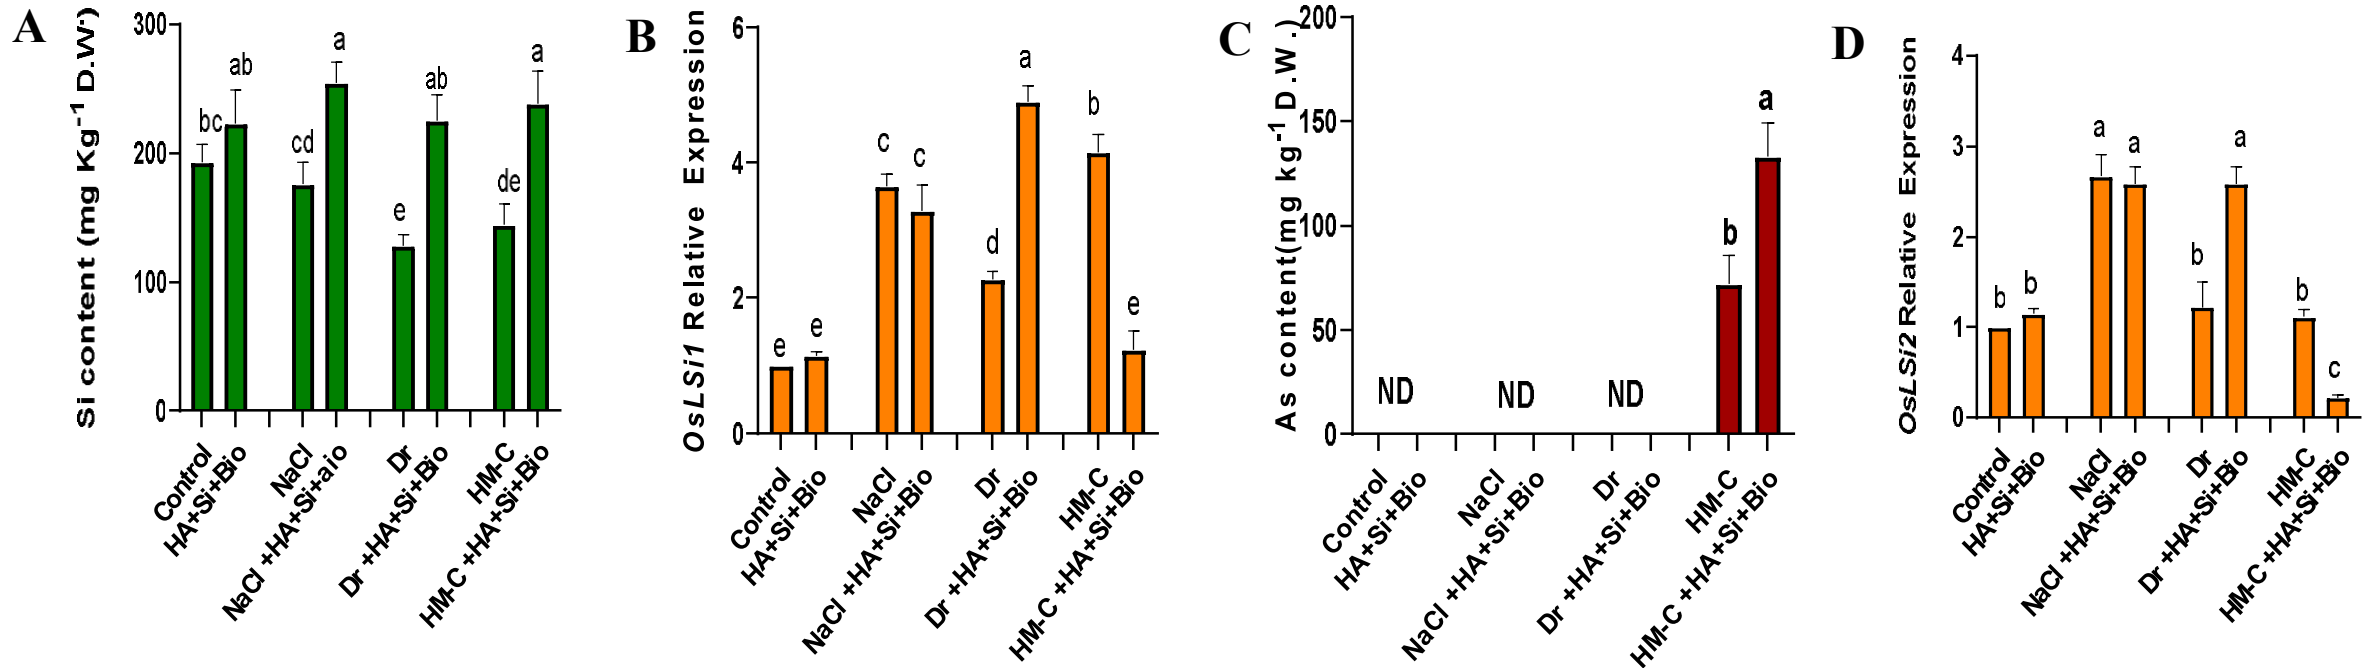 A
Si content (mg Kg-1 D.W.)
300
200
100
0
bc
ab
cd
a
e
ab
de
a
Control
HA+Si+Bio
NaCl
NaCl +HA+Si+aio
Dr
Dr +HA+Si+Bio
HM-C
HM-C +HA+Si+Bio
B
OsLSi1 Relative Expression
6
4
2
0
e
e
c
c
d
a
b
e
Control
HA+Si+Bio
NaCl
NaCl +HA+Si+Bio
Dr
Dr +HA+Si+Bio
HM-C
HM-C +HA+Si+Bio
C
As content(mg kg-1 D.W.)
200
150
100
50
0
ND
ND
ND
b
a
Control
HA+Si+Bio
NaCl
NaCl +HA+Si+Bio
Dr
Dr +HA+Si+Bio
HM-C
HM-C +HA+Si+Bio
D
OsLSi2 Relative Expression
4
3
2
1
0
b
b
a
a
b
a
b
c
Control
HA+Si+Bio
NaCl
NaCl +HA+Si+Bio
Dr
Dr +HA+Si+Bio
HM-C
HM-C +HA+Si+Bio